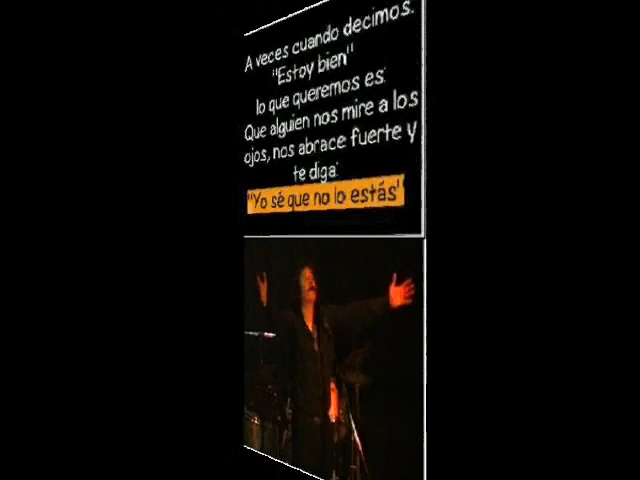 A veces cuando decimos:
"Estoy bien"
lo que queremos es:
Que alguien nos mire a los
ojos, nos abrace fuerte y
te diga:
"Yo sé que no lo estás"